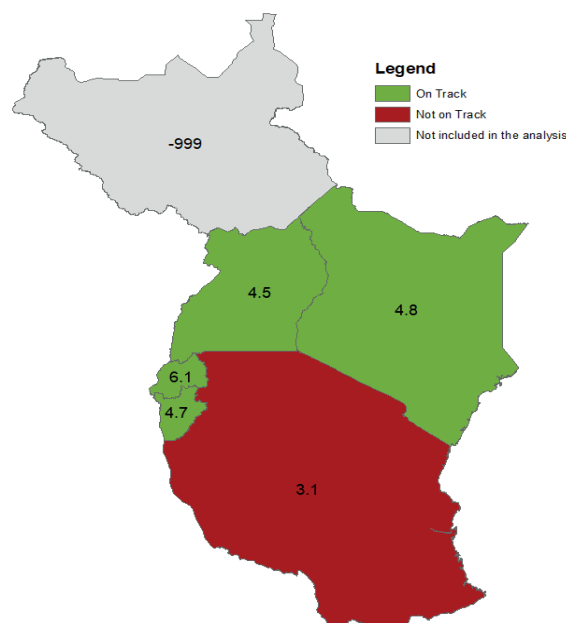 Legend
On Track
Not on Track
Not included in the analysis
-999
4.5
4.8
6.1
4.7
3.1